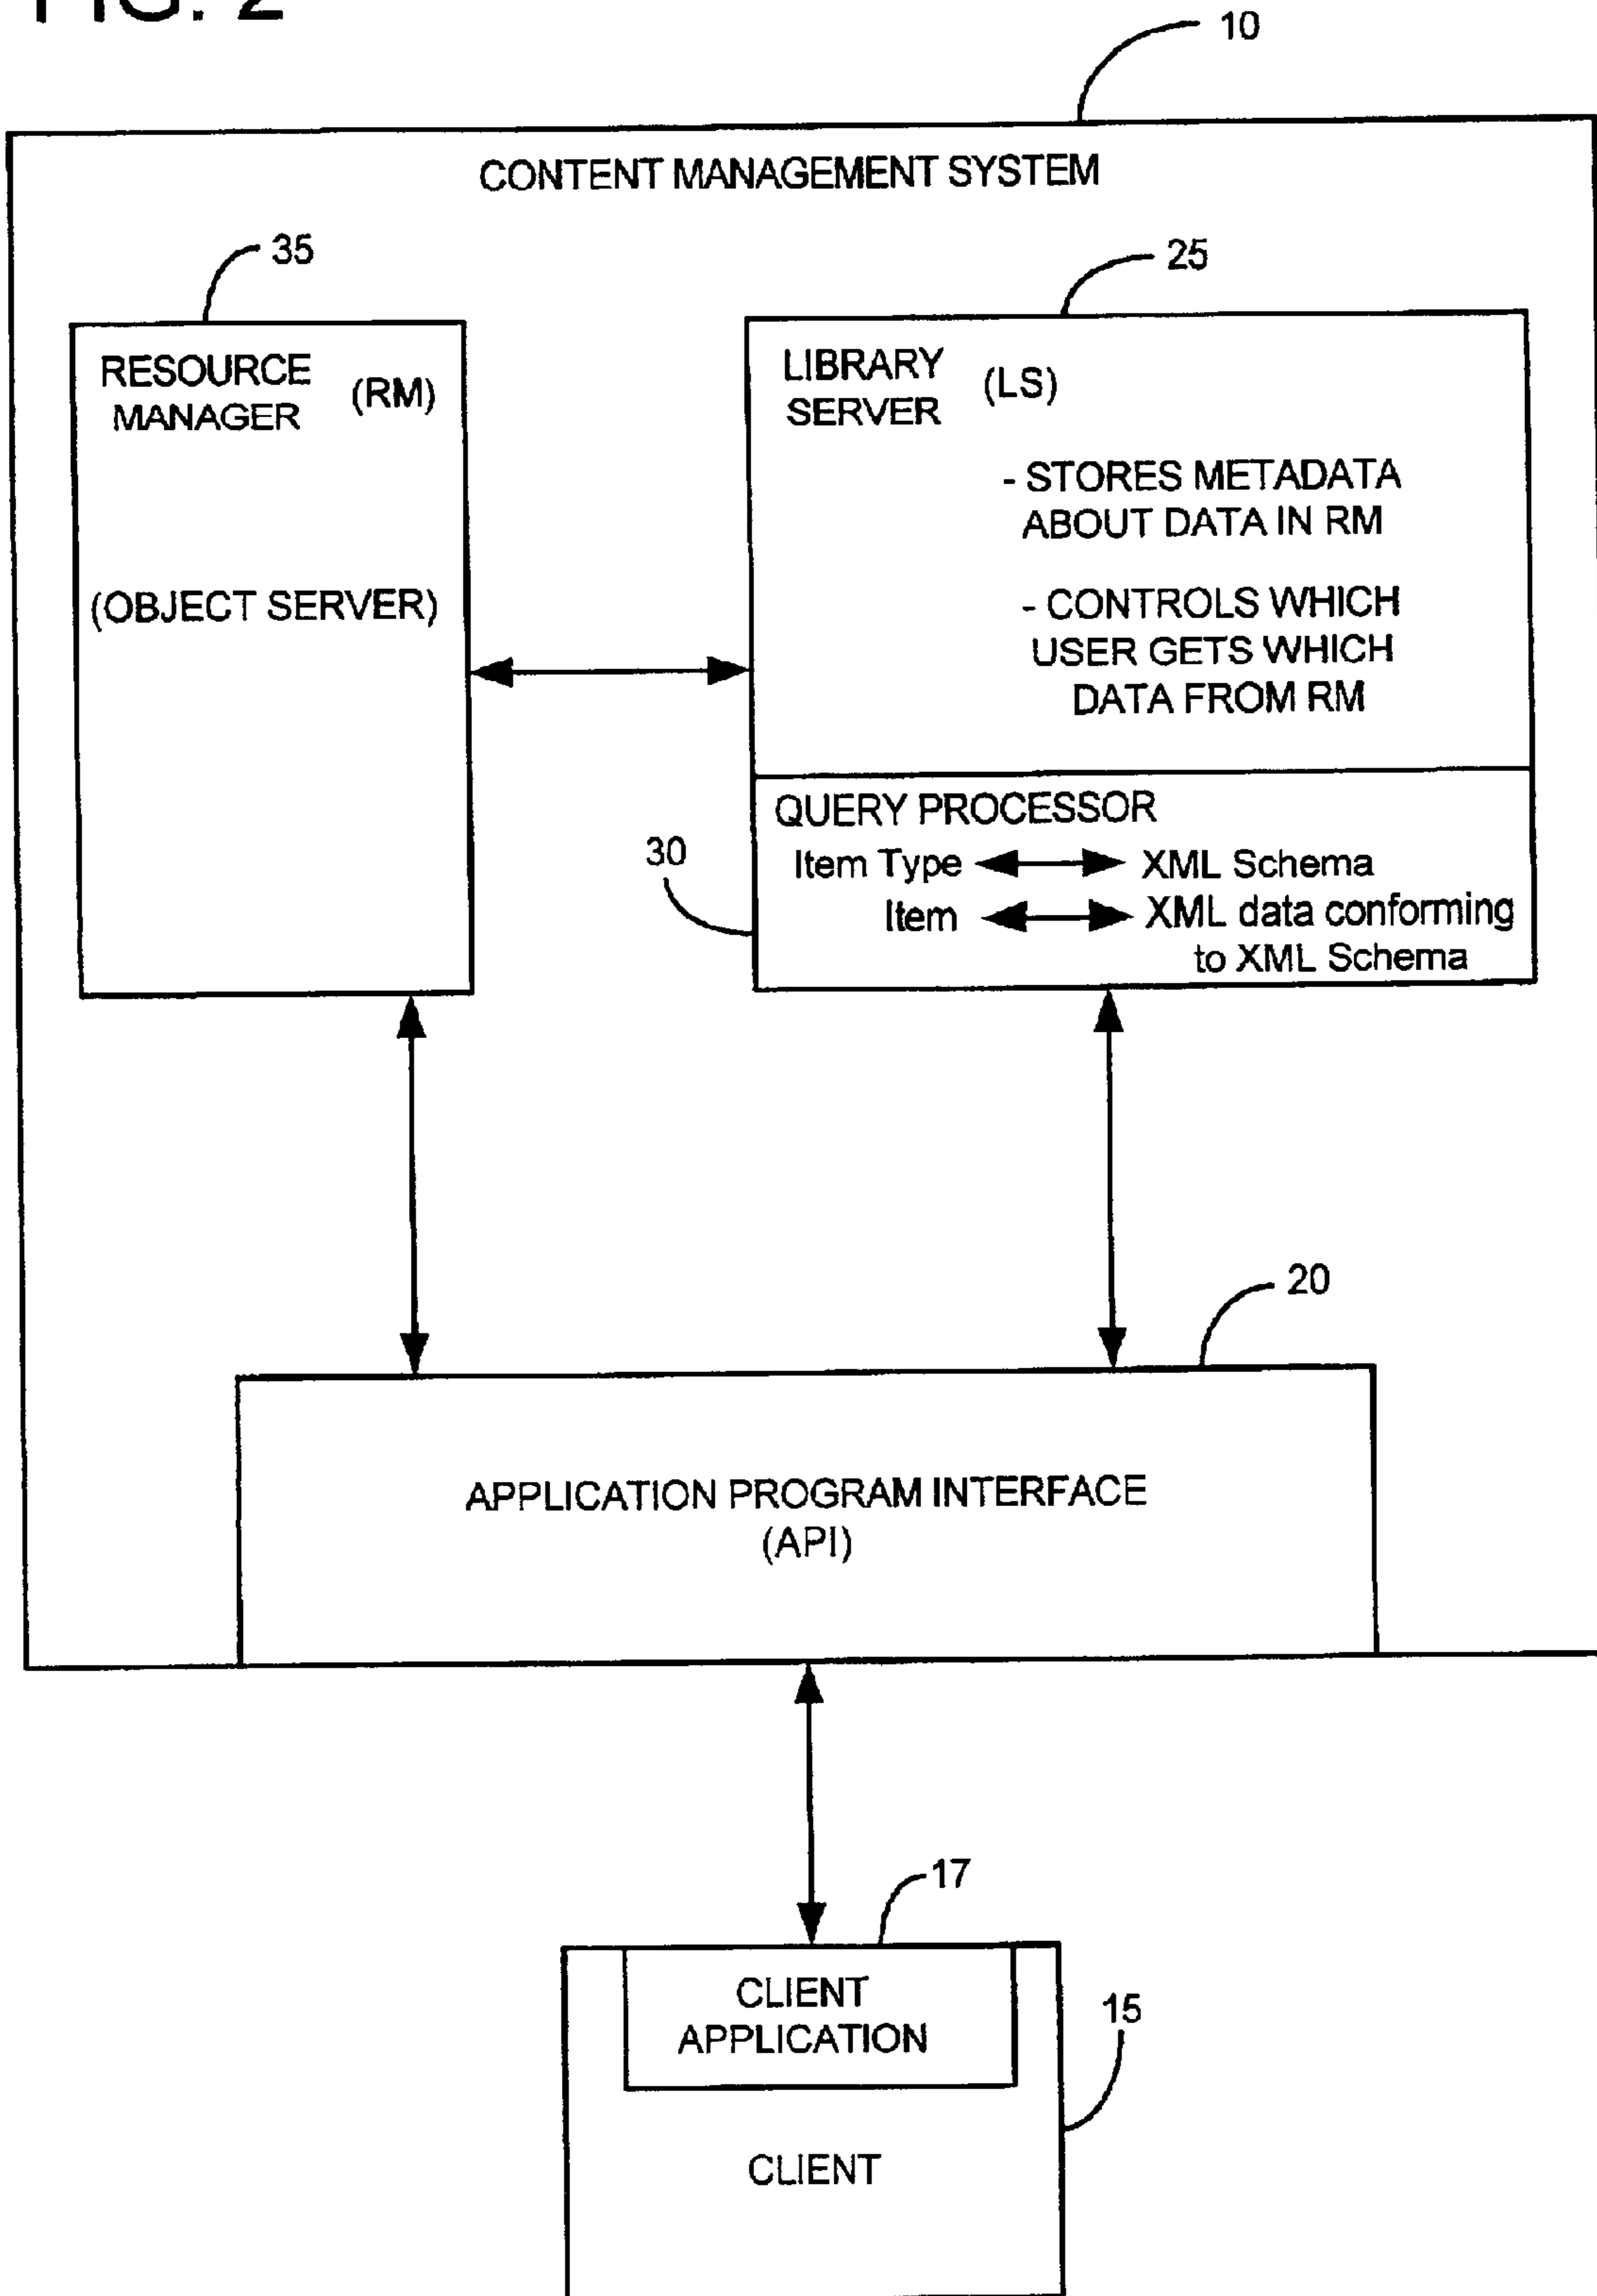 FIG. 2
10
CONTENT MANAGEMENT SYSTEM
35
25
RESOURCE
MANAGER
(RM)
(OBJECT SERVER)
LIBRARY
SERVER
(LS)
- STORES METADATA
ABOUT DATA IN RM
- CONTROLS WHICH
USER GETS WHICH
DATA FROM RM
30
QUERY PROCESSOR
Item Type XML Schema
Item XML data conforming
to XML Schema
20
APPLICATION PROGRAM INTERFACE
(API)
17
CLIENT
APPLICATION
15
CLIENT